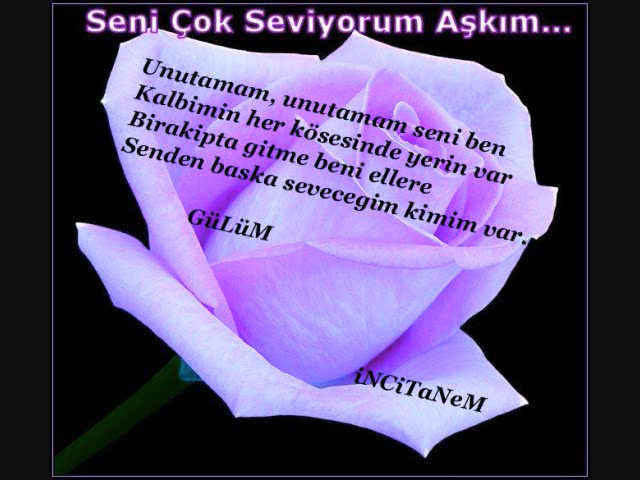 Seni Çok Seviyorum Aşkım...
Unutamam, unutamam seni ben
Kalbimin her kösesinde yerin var
Birakipta gitme beni ellere
Senden baska sevecegim kimim var.
GüLüM
iNCiTaNeM